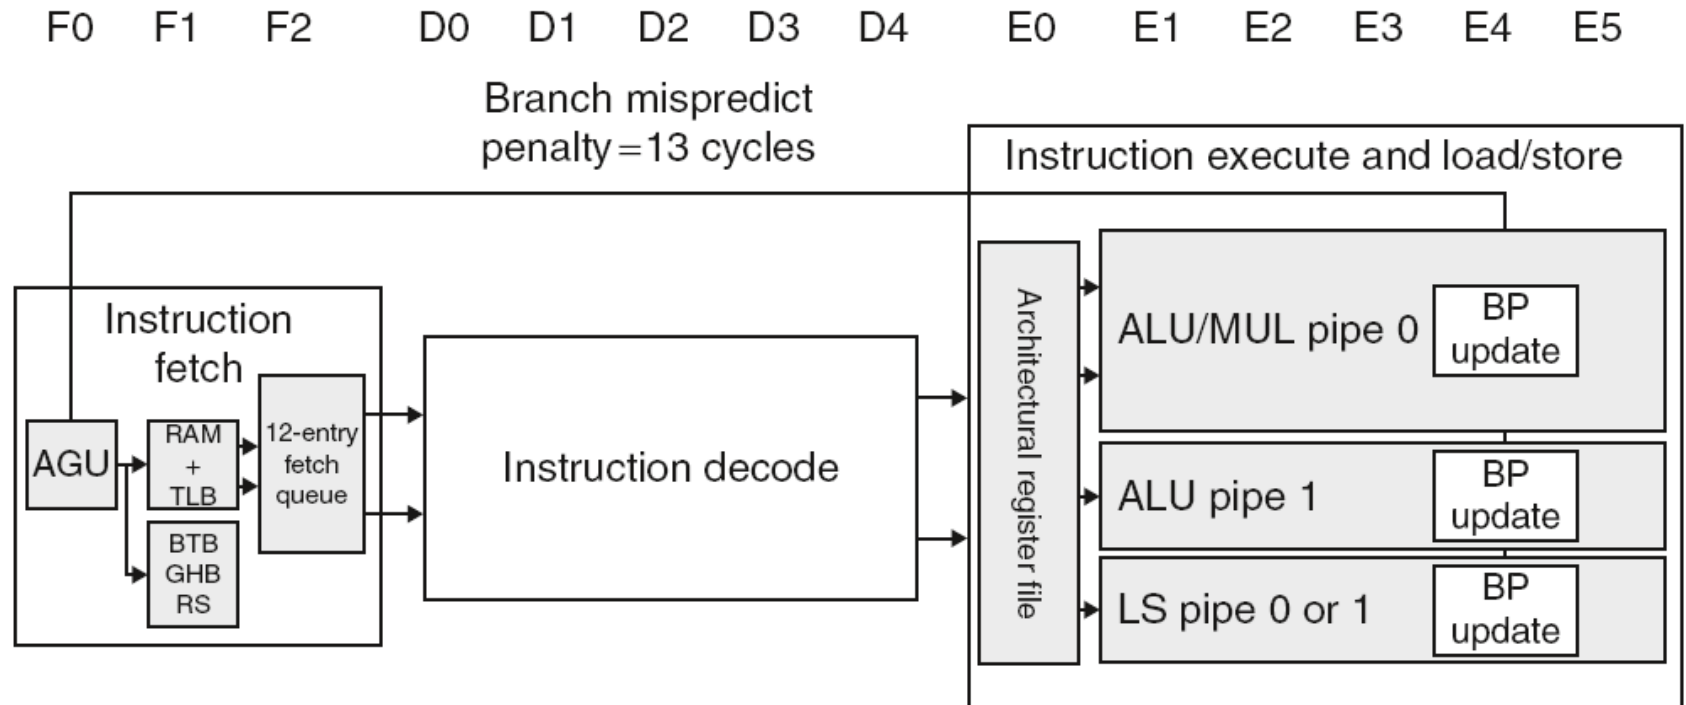 F0 F1 F2 D0 D1 D2 D3 D4 E0 E1 E2 E3 E4 E5
Branch mispredict
penalty=13 cycles
Instruction execute and load/store
Instruction
fetch
AGU
RAM
+
TLB
BTB
GHB
RS
12-entry
fetch
queue
Instruction decode
Architectural register file
ALU/MUL pipe 0
BP
update
ALU pipe 1
BP
update
LS pipe 0 or 1
BP
update